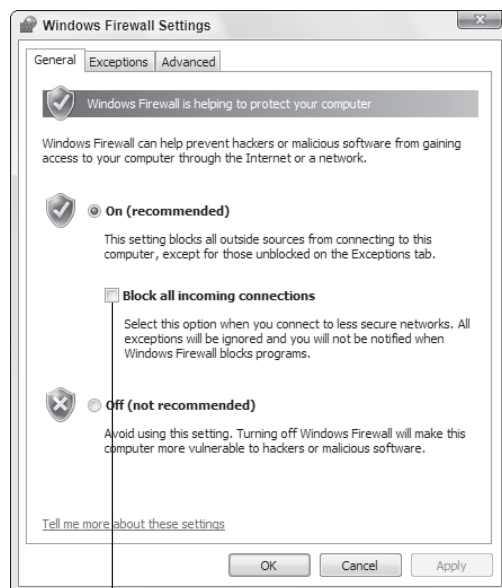 Windows Firewall Settings
General
Exceptions
Advanced
Windows Firewall is helping to protect your computer
Windows Firewall can help prevent hackers or malicious software from gaining
access to your computer through the Internet or a network.
On (recommended)
This setting blocks all outside sources from connecting to this
computer, except for those unblocked on the Exceptions tab.
Block all incoming connections
Select this option when you connect to less secure networks. All
exceptions will be ignored and you will not be notified when
Windows Firewall blocks programs.
Off (not recommended)
Avoid using this setting. Turning off Windows Firewall will make this
computer more vulnerable to hackers or malicious software.
Tell me more about these settings
OK
Cancel
Apply